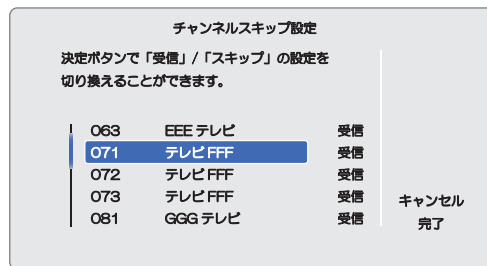 チャンネルスキップ設定
決定ボタンで「受信」/「スキップ」の設定を
切り換えることができます。
063 EEE テレビ 受信
071 テレビ FFF 受信
072 テレビ FFF 受信
073 テレビ FFF 受信
081 GGG テレビ 受信
キャンセル
完了